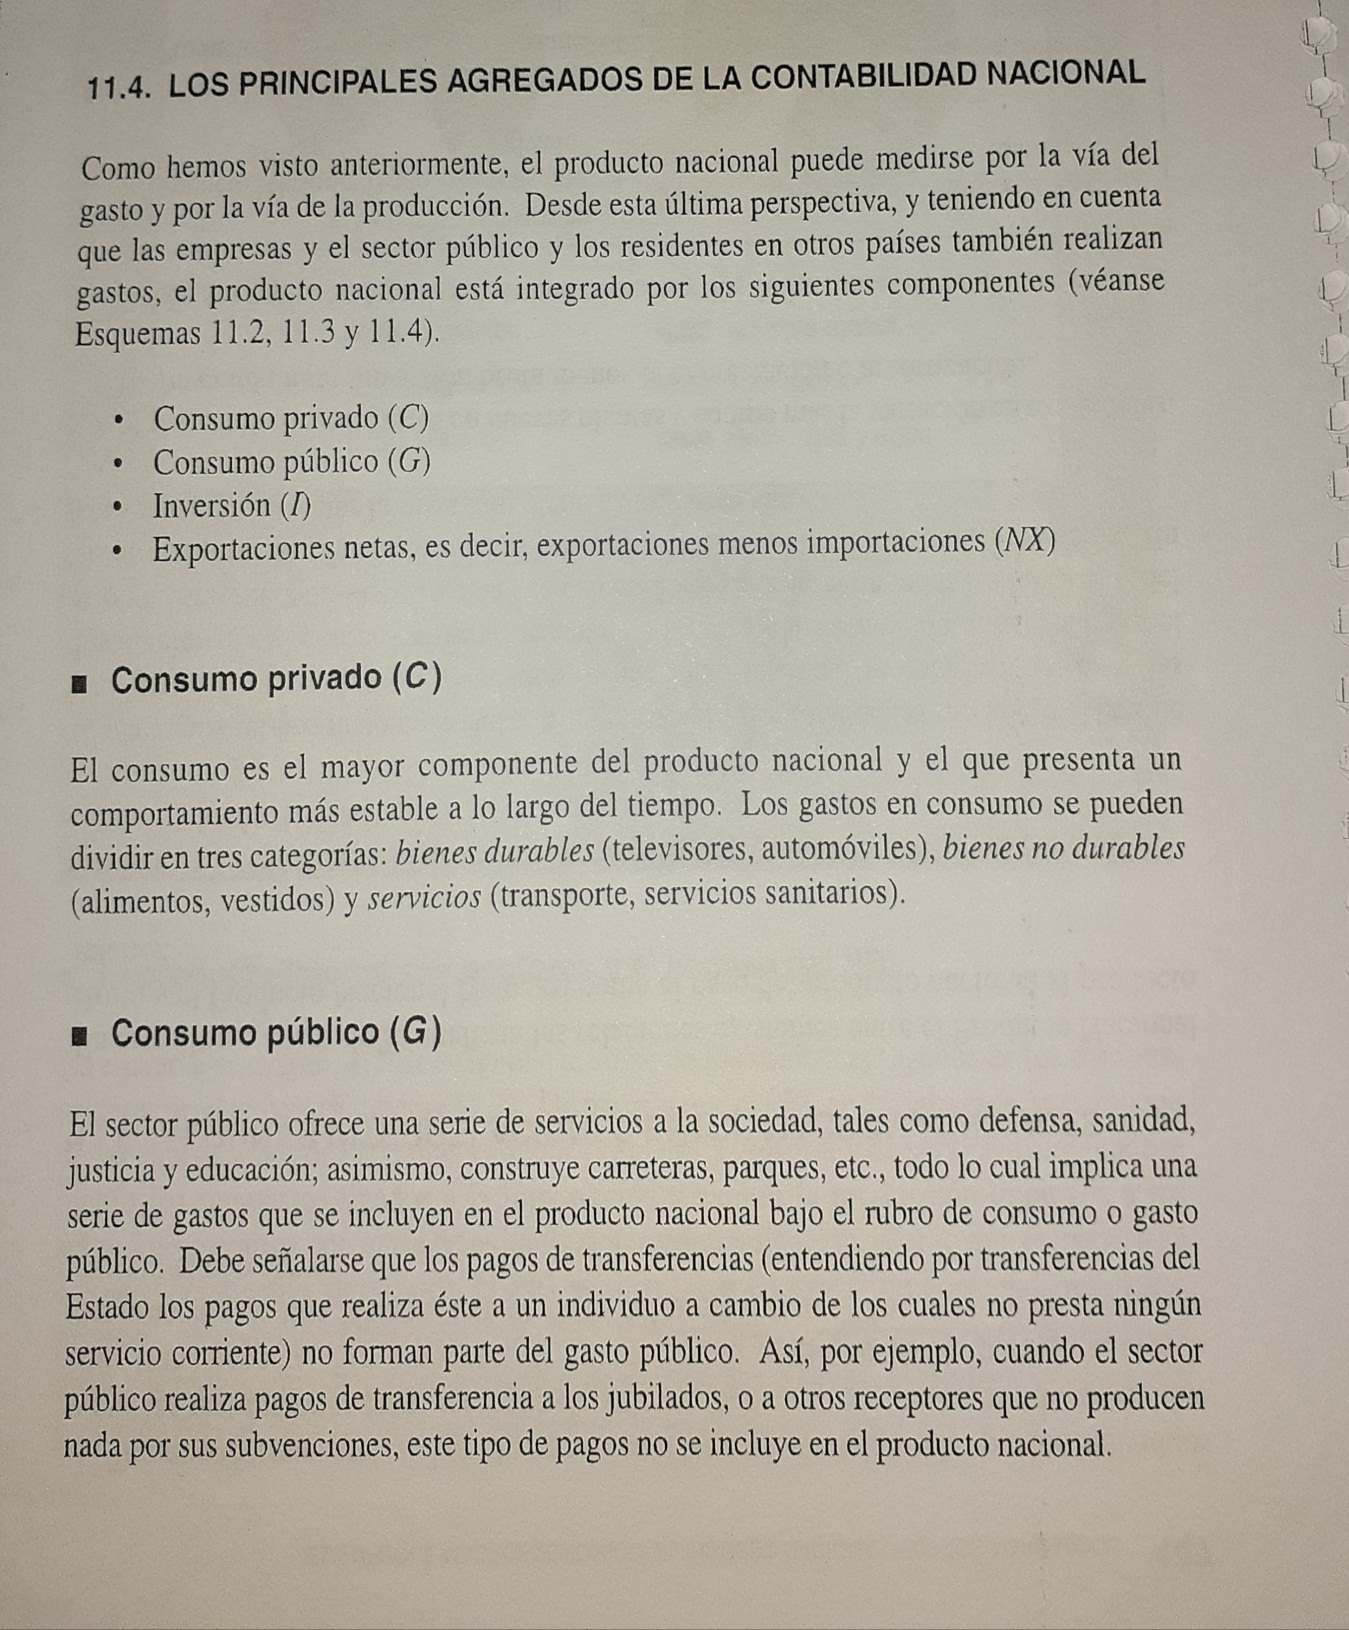 11.4. LOS PRINCIPALES AGREGADOS DE LA CONTABILIDAD NACIONAL
Como hemos visto anteriormente, el producto nacional puede medirse por la vía del
gasto y por la vía de la producción. Desde esta última perspectiva, y teniendo en cuenta
que las empresas y el sector público y los residentes en otros países también realizan
gastos, el producto nacional está integrado por los siguientes componentes (véanse
Esquemas 11.2, 11.3 y 11.4).
• Consumo privado (C)
• Consumo público (G)
• Inversión (I)
• Exportaciones netas, es decir, exportaciones menos importaciones (NX)
■ Consumo privado (C)
El consumo es el mayor componente del producto nacional y el que presenta un
comportamiento más estable a lo largo del tiempo. Los gastos en consumo se pueden
dividir en tres categorías: bienes durables (televisores, automóviles), bienes no durables
(alimentos, vestidos) y servicios (transporte, servicios sanitarios).
■ Consumo público (G)
El sector público ofrece una serie de servicios a la sociedad, tales como defensa, sanidad,
justicia y educación; asimismo, construye carreteras, parques, etc., todo lo cual implica una
serie de gastos que se incluyen en el producto nacional bajo el rubro de consumo o gasto
público. Debe señalarse que los pagos de transferencias (entendiendo por transferencias del
Estado los pagos que realiza éste a un individuo a cambio de los cuales no presta ningún
servicio corriente) no forman parte del gasto público. Así, por ejemplo, cuando el sector
público realiza pagos de transferencia a los jubilados, o a otros receptores que no producen
nada por sus subvenciones, este tipo de pagos no se incluye en el producto nacional.